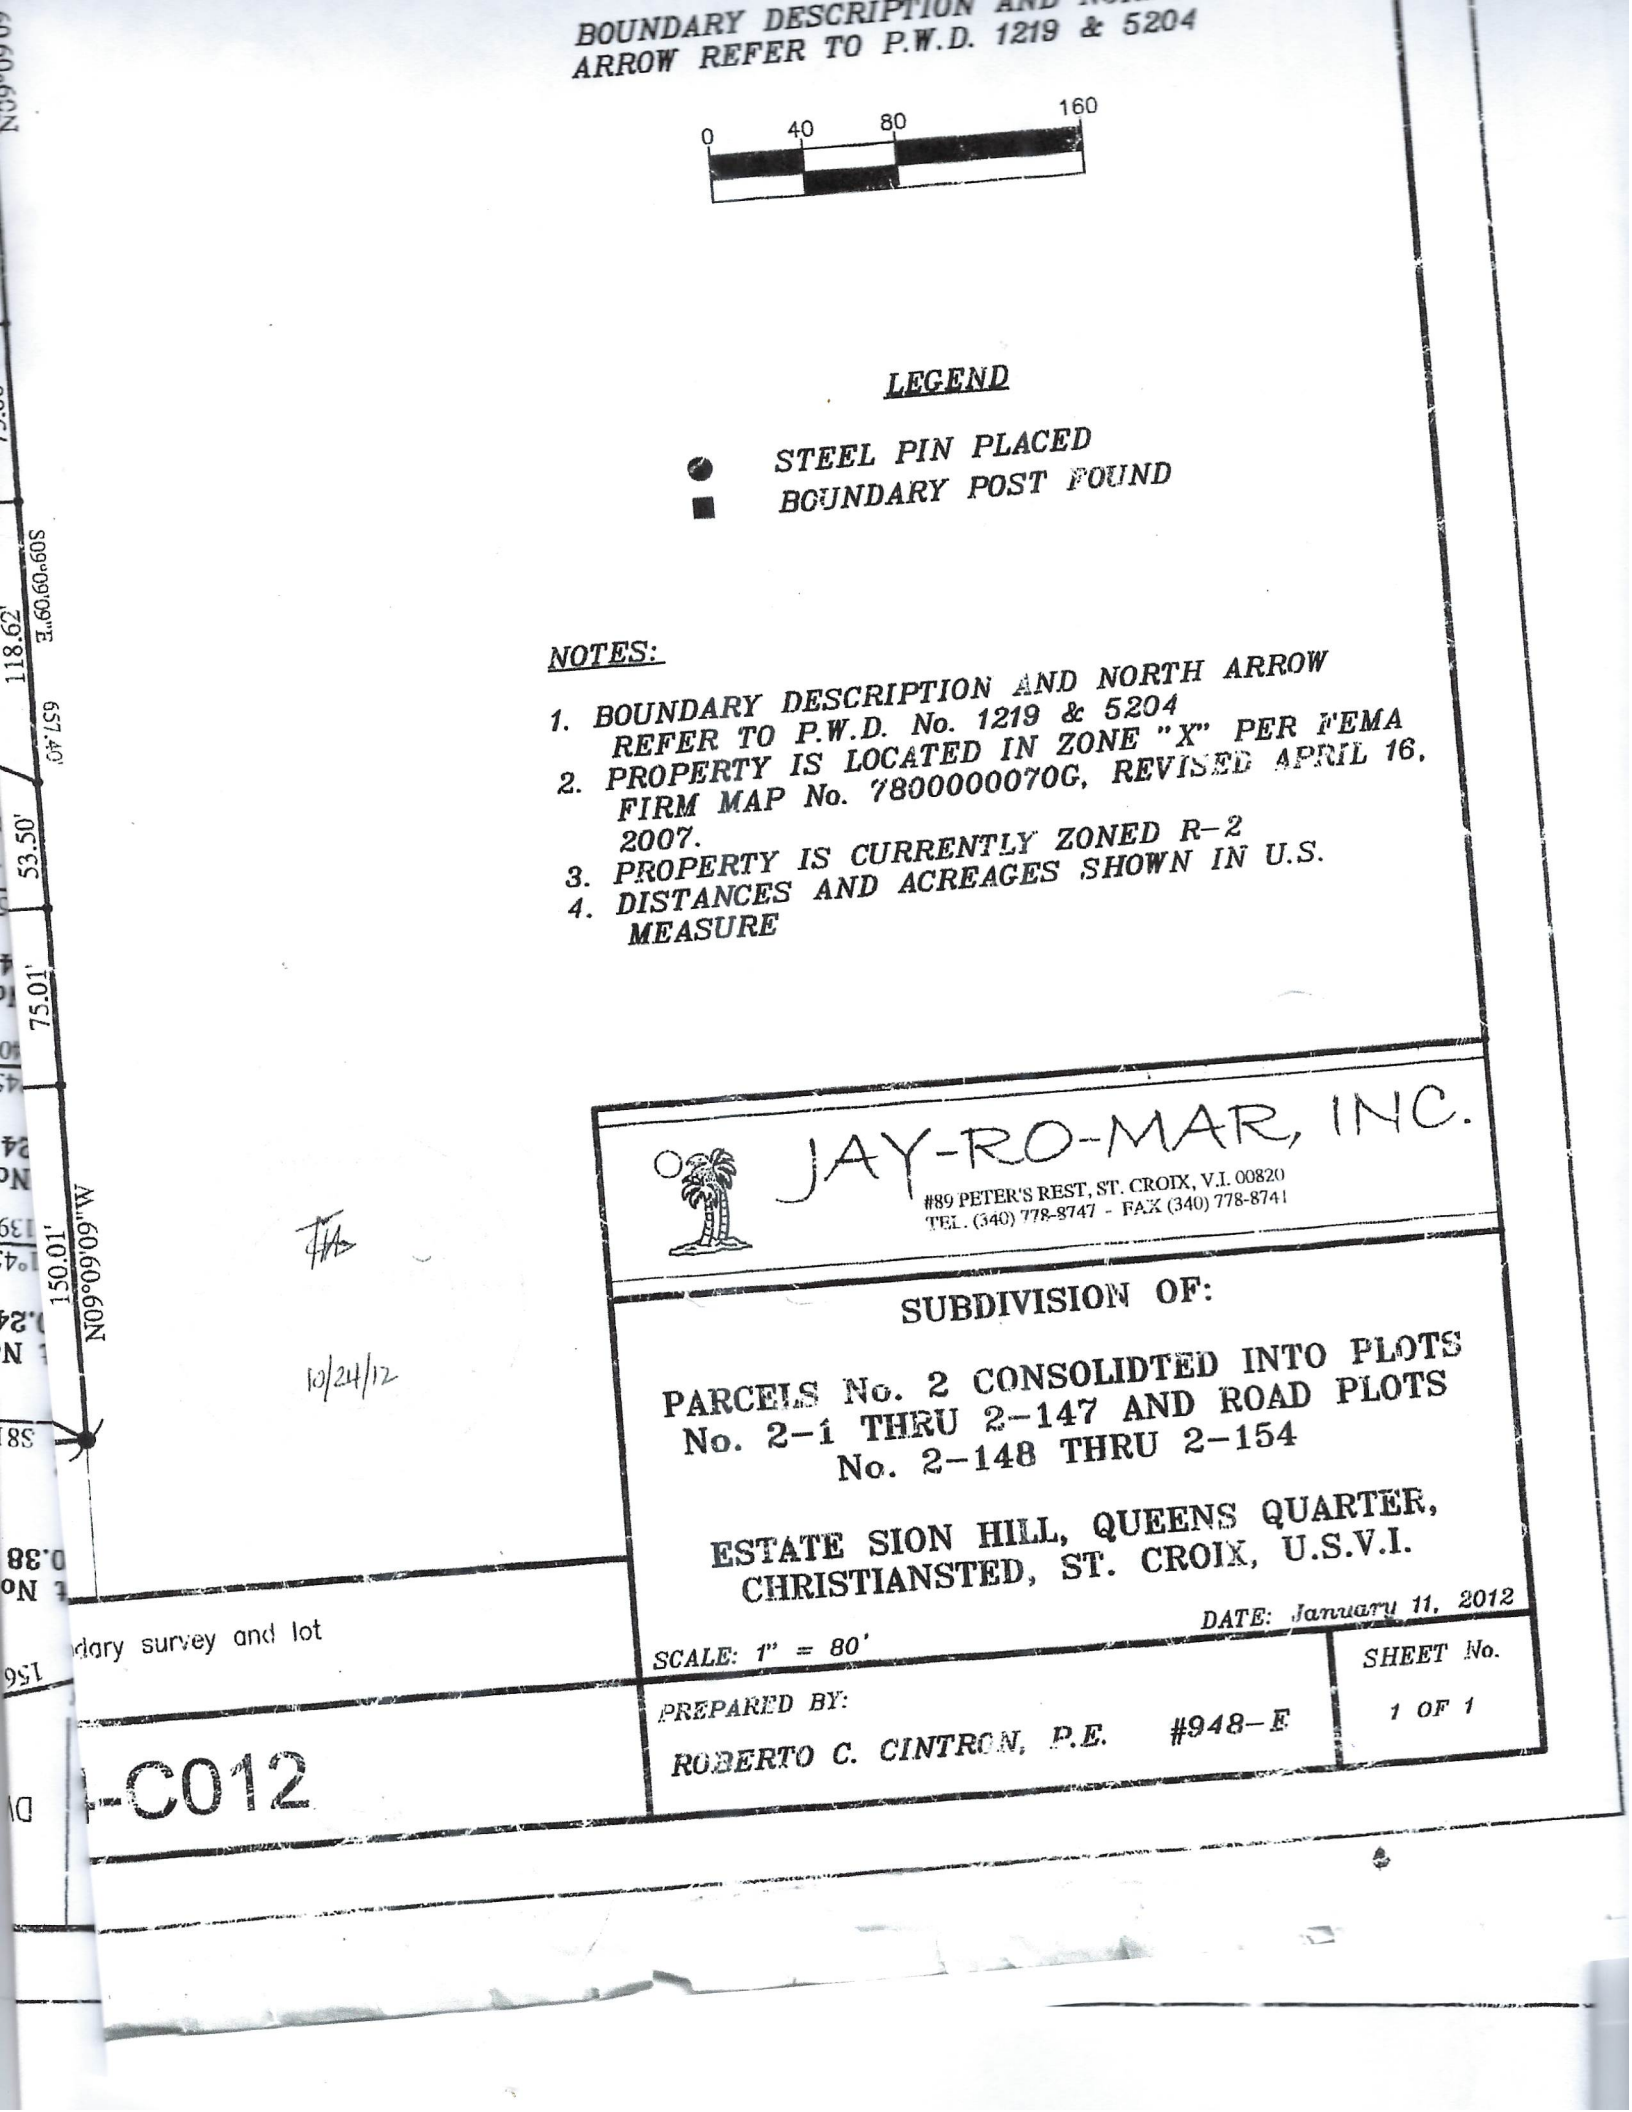 BOUNDARY DESCRIPTION AND
ARROW REFER TO P.W.D. 1219 & 5204
0 40 80 160
LEGEND
STEEL PIN PLACED
BOUNDARY POST FOUND
NOTES:
1. BOUNDARY DESCRIPTION AND NORTH ARROW
REFER TO P.W.D. No. 1219 & 5204
2. PROPERTY IS LOCATED IN ZONE "X" PER FEMA
FIRM MAP No. 7800000070G, REVISED APRIL 16,
2007.
3. PROPERTY IS CURRENTLY ZONED R-2
4. DISTANCES AND ACREAGES SHOWN IN U.S.
MEASURE
S09°09'09"E
657.40'
118.62'
53.50'
75.01'
150.01'
N09°09'09"W
10/24/12
JAY-RO-MAR, INC.
#89 PETER'S REST, ST. CROIX, V.I. 00820
TEL. (340) 778-8747 - FAX (340) 778-8741
SUBDIVISION OF:
PARCELS No. 2 CONSOLIDTED INTO PLOTS
No. 2-1 THRU 2-147 AND ROAD PLOTS
No. 2-148 THRU 2-154
ESTATE SION HILL, QUEENS QUARTER,
CHRISTIANSTED, ST. CROIX, U.S.V.I.
DATE: January 11, 2012
SCALE: 1" = 80'
PREPARED BY:
ROBERTO C. CINTRON, P.E. #948-E
SHEET No.
1 OF 1
dary survey and lot
-C012
0.38
156